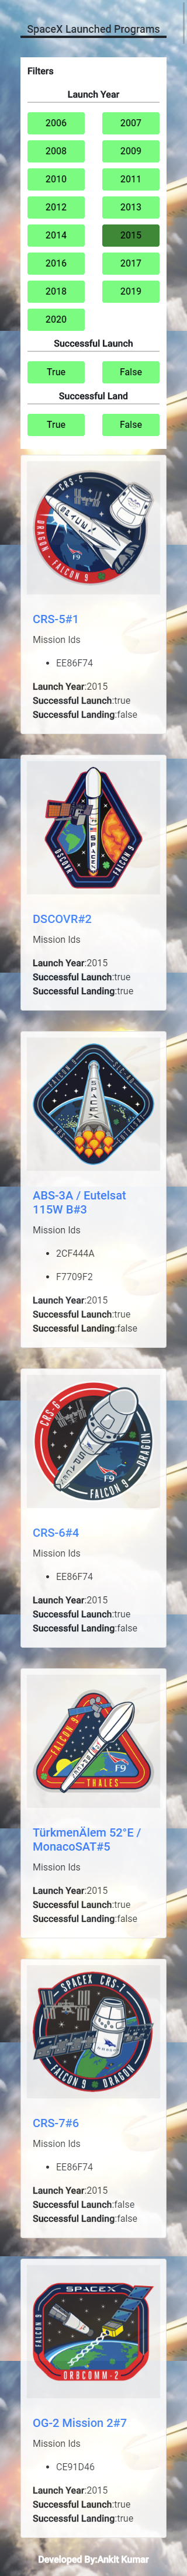 SpaceX Launched Programs
Filters
Launch Year
2006 2007
2008 2009
2010 2011
2012 2013
2014 2015
2016 2017
2018 2019
2020
Successful Launch
True False
Successful Land
True False
CRS-5
DRAGON FALCON 9
F9
CRS-5#1
Mission Ids
EE86F74
Launch Year:2015
Successful Launch:true
Successful Landing:false
SPACEX
DSCOVR FALCON 9
DSCOVR#2
Mission Ids
Launch Year:2015
Successful Launch:true
Successful Landing:true
SPACEX
ABS-3A / Eutelsat
115W B#3
Mission Ids
2CF444A
F7709F2
Launch Year:2015
Successful Launch:true
Successful Landing:false
CRS-6
F9
FALCON 9 DRAGON
CRS-6#4
Mission Ids
EE86F74
Launch Year:2015
Successful Launch:true
Successful Landing:false
FALCON 9
F9
THALES
TürkmenÄlem 52°E /
MonacoSAT#5
Mission Ids
Launch Year:2015
Successful Launch:true
Successful Landing:false
SPACEX CRS-7
FALCON 9 DRAGON
CRS-7#6
Mission Ids
EE86F74
Launch Year:2015
Successful Launch:false
Successful Landing:false
SPACEX
FALCON 9
ORBCOMM-2
OG-2 Mission 2#7
Mission Ids
CE91D46
Launch Year:2015
Successful Launch:true
Successful Landing:true
Developed By:Ankit Kumar